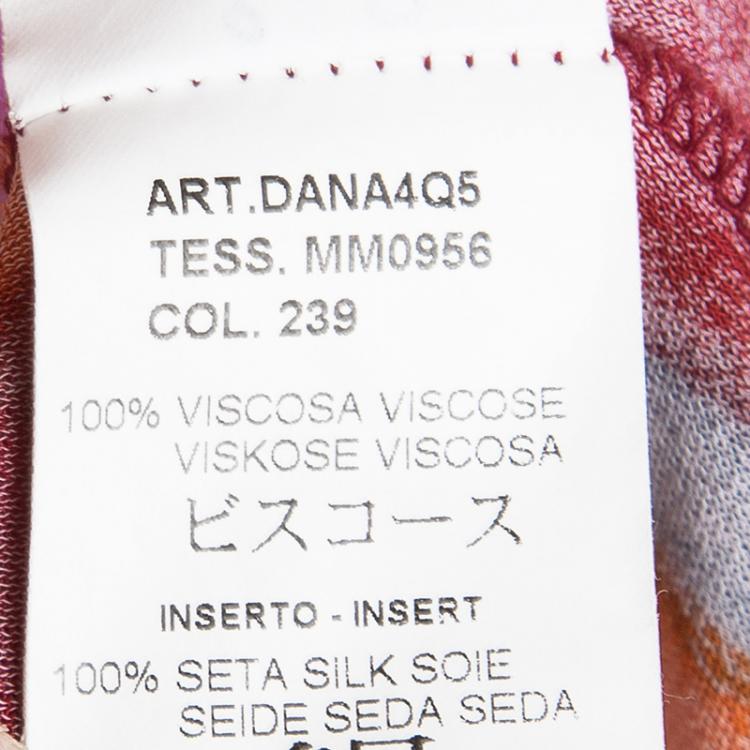 ART.DANA4Q5
TESS. MM0956
COL. 239
100% VISCOSA VISCOSE
VISKOSE VISCOSA
ビスコース
INSERTO - INSERT
100% SETA SILK SOIE
SEIDE SEDA SEDA